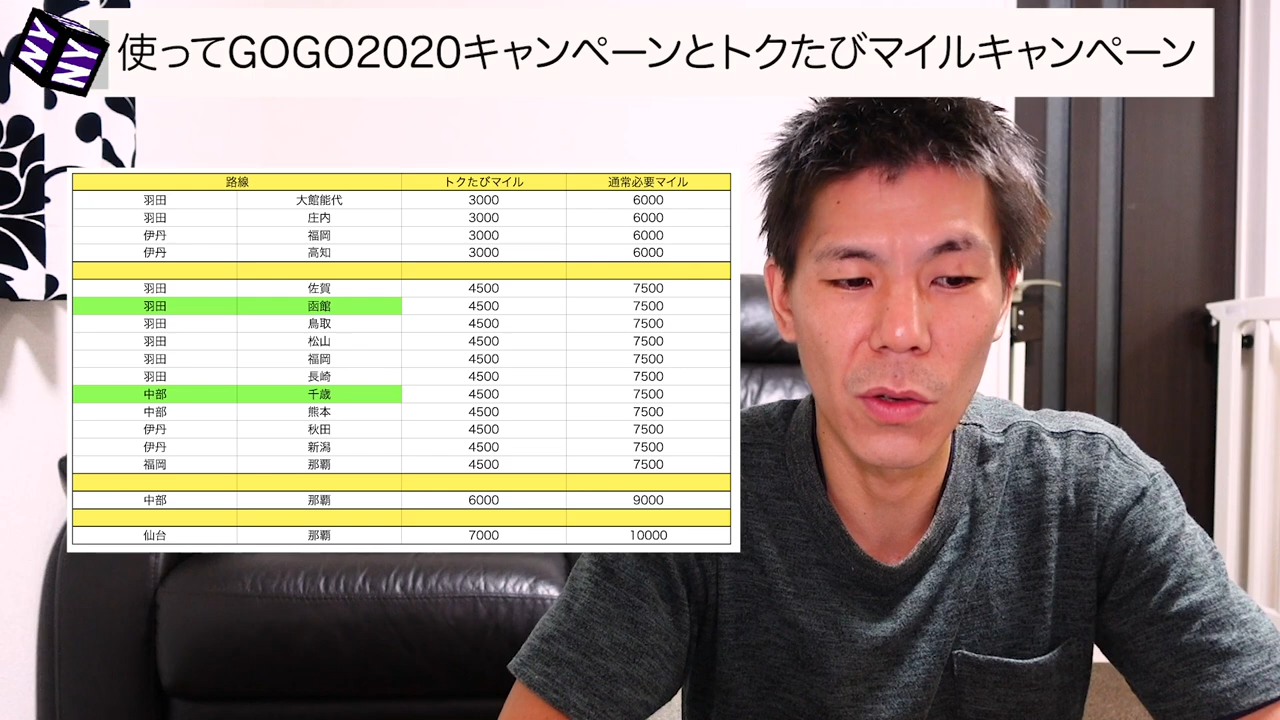 NY
NY
使ってGOGO2020キャンペーンとトクたびマイルキャンペーン
路線 トクたびマイル 通常必要マイル
羽田 大館能代 3000 6000
羽田 庄内 3000 6000
伊丹 福岡 3000 6000
伊丹 高知 3000 6000
羽田 佐賀 4500 7500
羽田 函館 4500 7500
羽田 鳥取 4500 7500
羽田 松山 4500 7500
羽田 福岡 4500 7500
羽田 長崎 4500 7500
中部 千歳 4500 7500
中部 熊本 4500 7500
伊丹 秋田 4500 7500
伊丹 新潟 4500 7500
福岡 那覇 4500 7500
中部 那覇 6000 9000
仙台 那覇 7000 10000